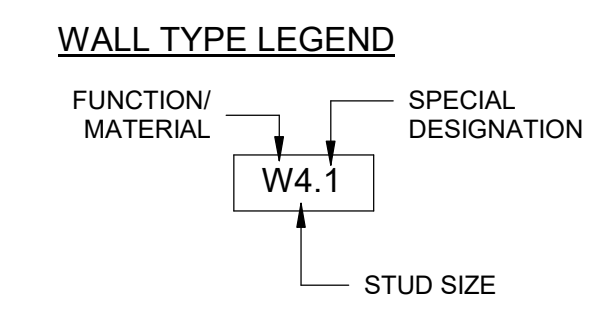 WALL TYPE LEGEND
FUNCTION/
MATERIAL
SPECIAL
DESIGNATION
W4.1
STUD SIZE